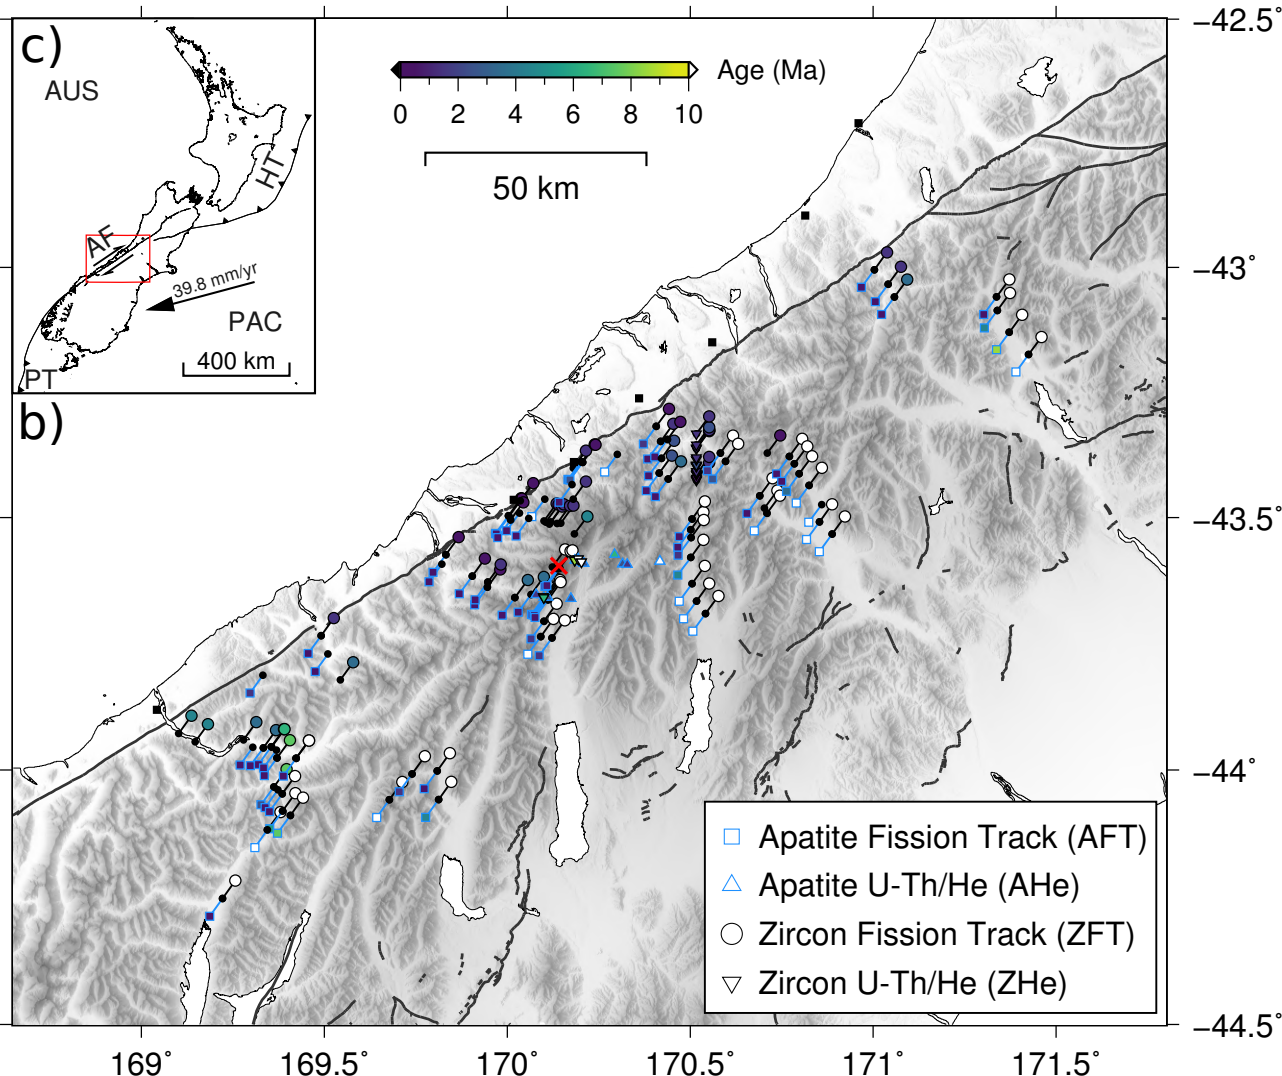 c)
AUS
HT
AF
39.8 mm/yr
PAC
400 km
PT
b)
Age (Ma)
0 2 4 6 8 10
50 km
−42.5˚
−43˚
−43.5˚
−44˚
−44.5˚
Apatite Fission Track (AFT)
Apatite U-Th/He (AHe)
Zircon Fission Track (ZFT)
Zircon U-Th/He (ZHe)
169˚ 169.5˚ 170˚ 170.5˚ 171˚ 171.5˚